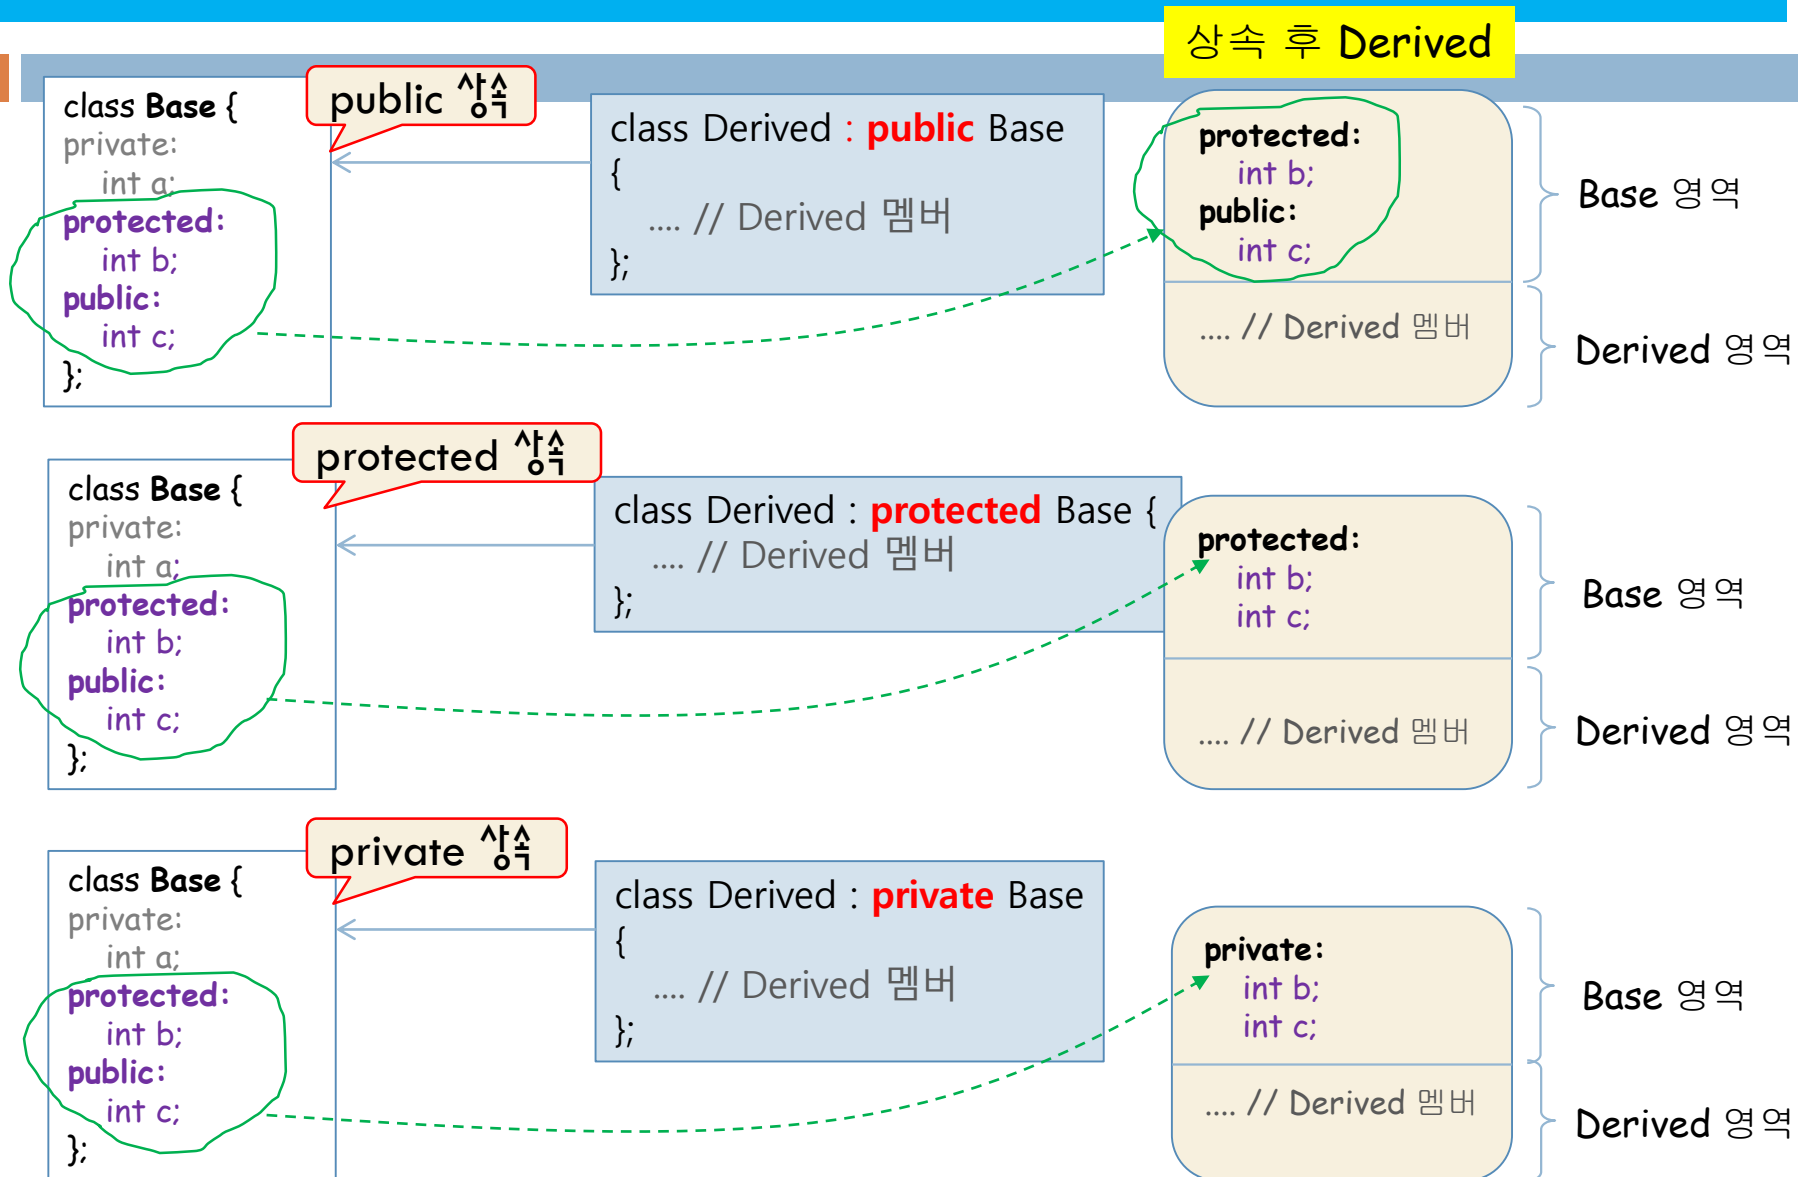 상속 후 Derived
class Base {
private:
int a;
protected:
int b;
public:
int c;
};
public 상속
class Derived : public Base
{
.... // Derived 멤버
};
protected:
int b;
public:
int c;
.... // Derived 멤버
Base 영역
Derived 영역
class Base {
private:
int a;
protected:
int b;
public:
int c;
};
protected 상속
class Derived : protected Base {
.... // Derived 멤버
};
protected:
int b;
int c;
.... // Derived 멤버
Base 영역
Derived 영역
class Base {
private:
int a;
protected:
int b;
public:
int c;
};
private 상속
class Derived : private Base
{
.... // Derived 멤버
};
private:
int b;
int c;
.... // Derived 멤버
Base 영역
Derived 영역